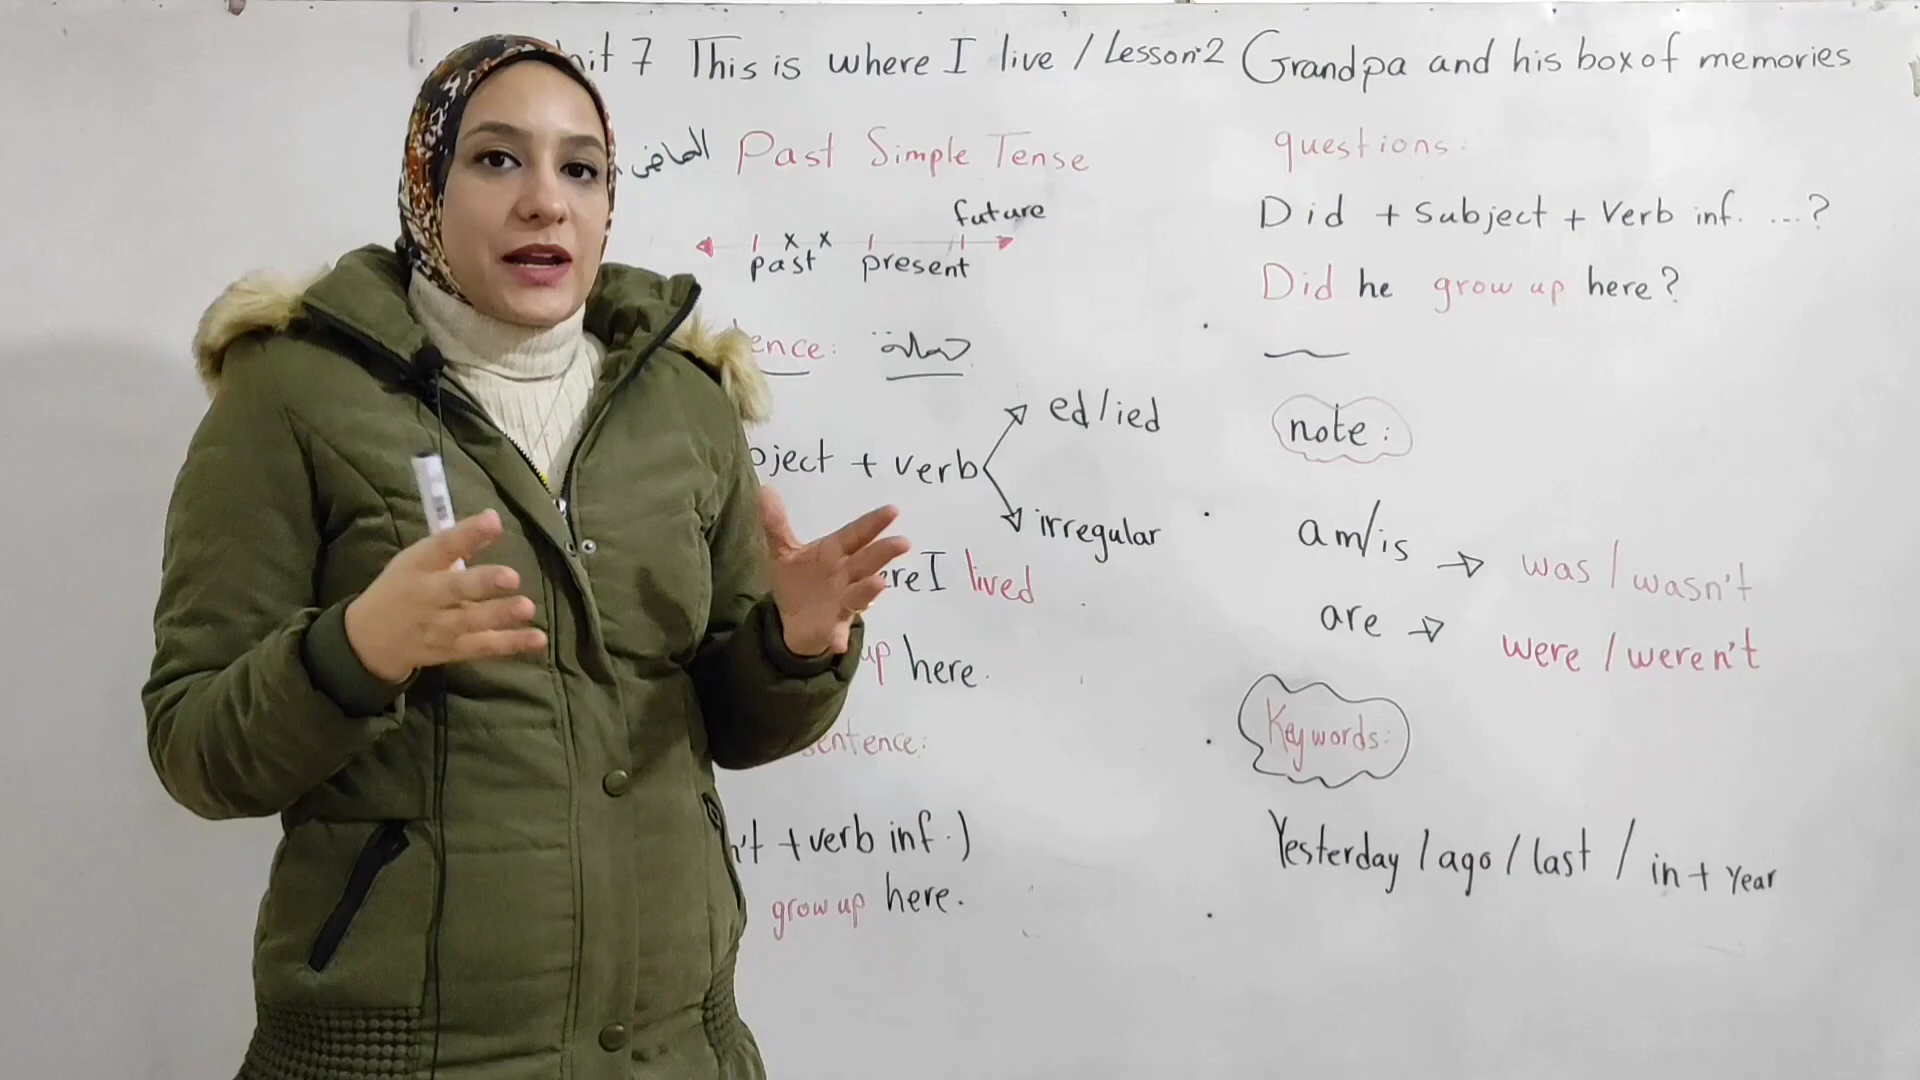 Unit 7 This is where I live / Lesson:2 Grandpa and his box of memories
الماضي Past Simple Tense
future
past present
ence:
ject + verb
ed/ied
irregular
ere I lived
up here.
sentence:
n't + verb inf.)
grow up here.
questions:
Did + Subject + Verb inf. ...?
Did he grow up here?
note:
am/is → was / wasn't
are → were / weren't
Keywords:
Yesterday / ago / last / in + Year